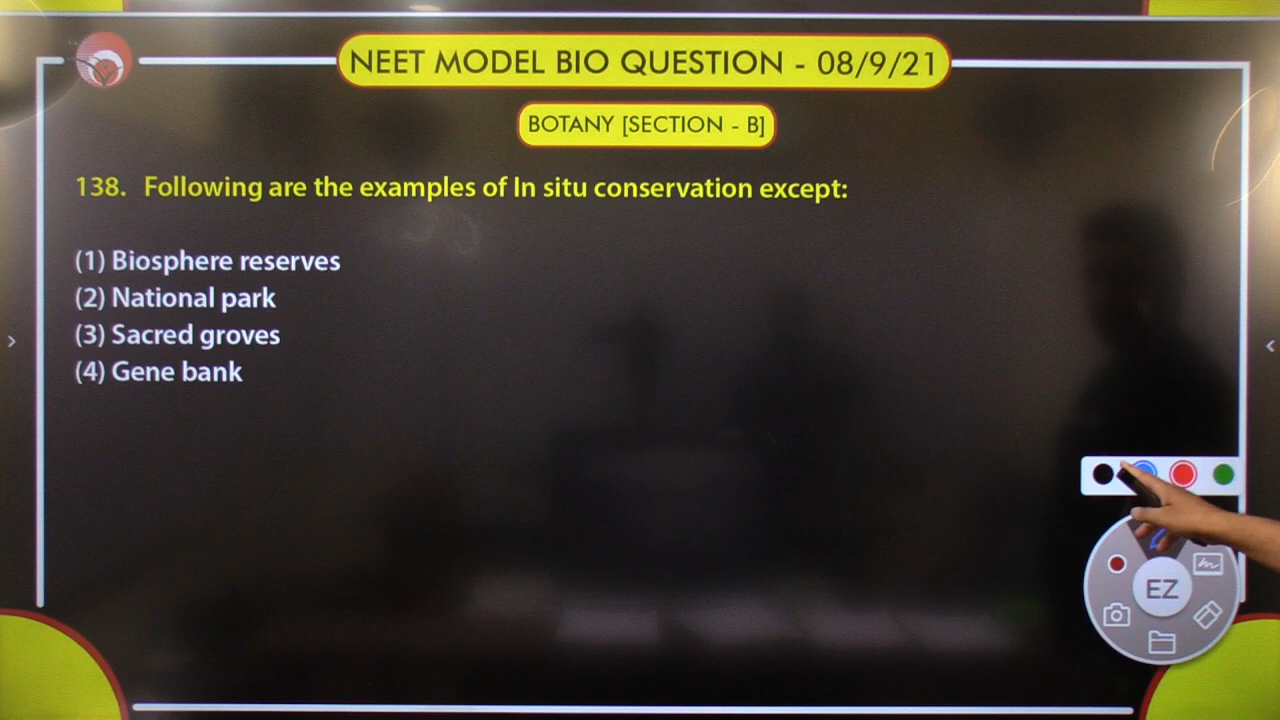 NEET MODEL BIO QUESTION - 08/9/21
BOTANY [SECTION - B]
138. Following are the examples of In situ conservation except:
(1) Biosphere reserves
(2) National park
(3) Sacred groves
(4) Gene bank
EZ